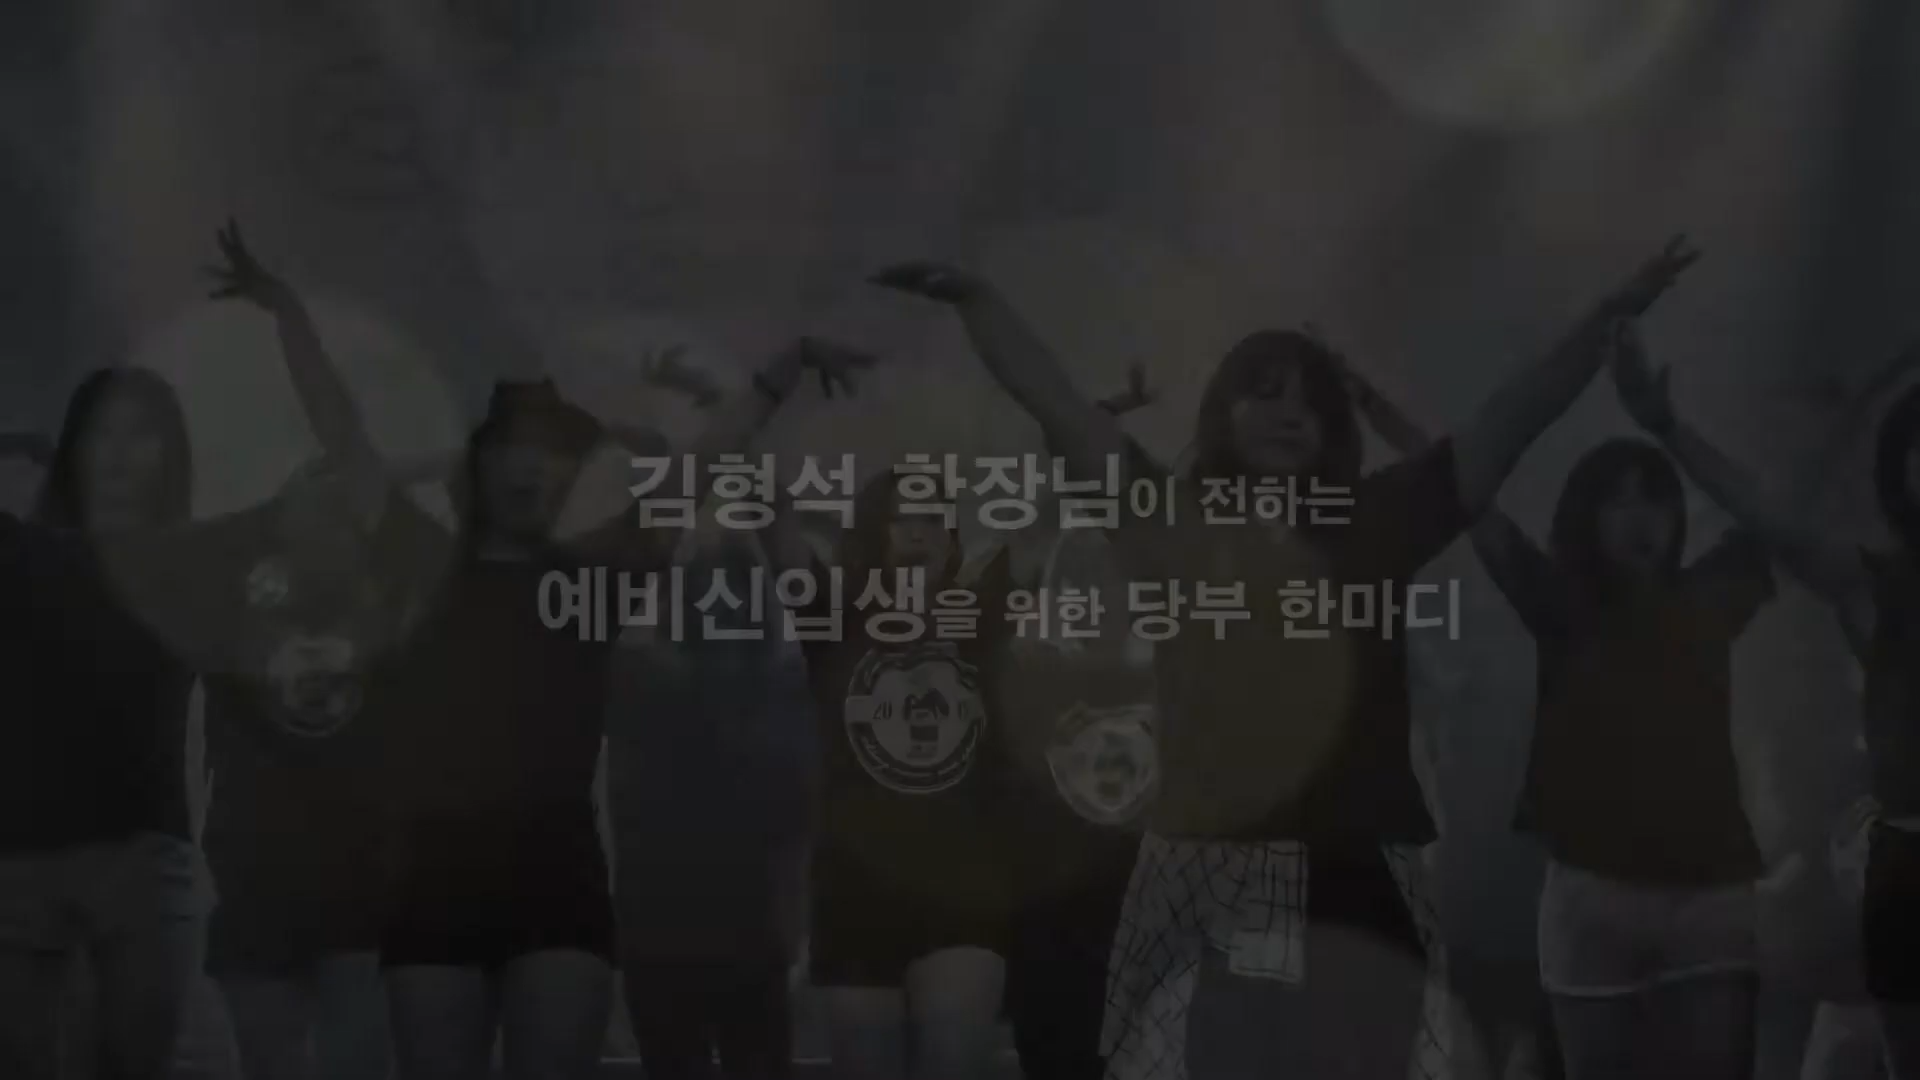 김형석 학장님이 전하는
예비신입생을 위한 당부 한마디
20